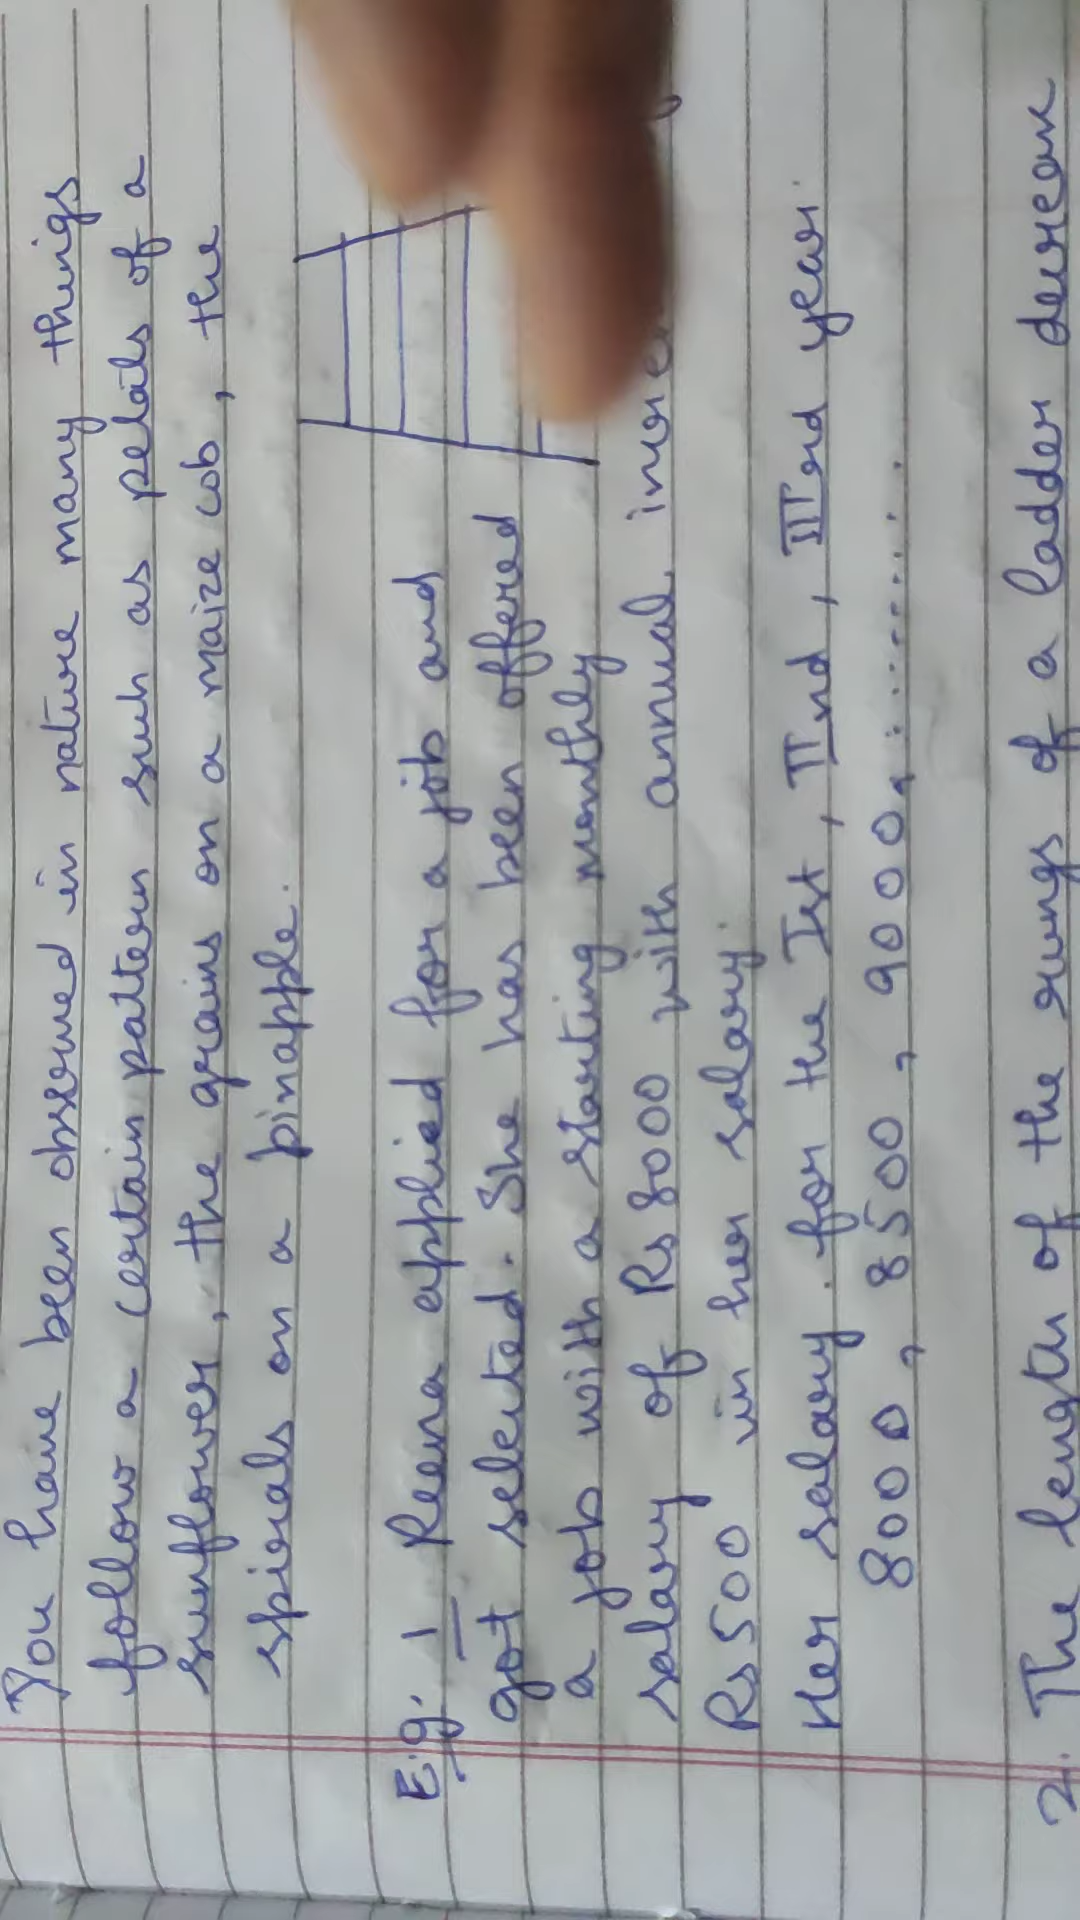 You have been observed in nature many things
follow a certain pattern such as petals of a
sunflower, the grains on a maize cob, the
spirals on a pinapple.
E.g. 1 Reena applied for a job and
got selected. She has been offered
a job with a starting monthly
salary of Rs 8000 with annual
Rs 500 in her salary.
Her salary. for the Ist, IInd, IIIrd year.
8000, 8500, 9000,........
2. The length of the rungs of a ladder